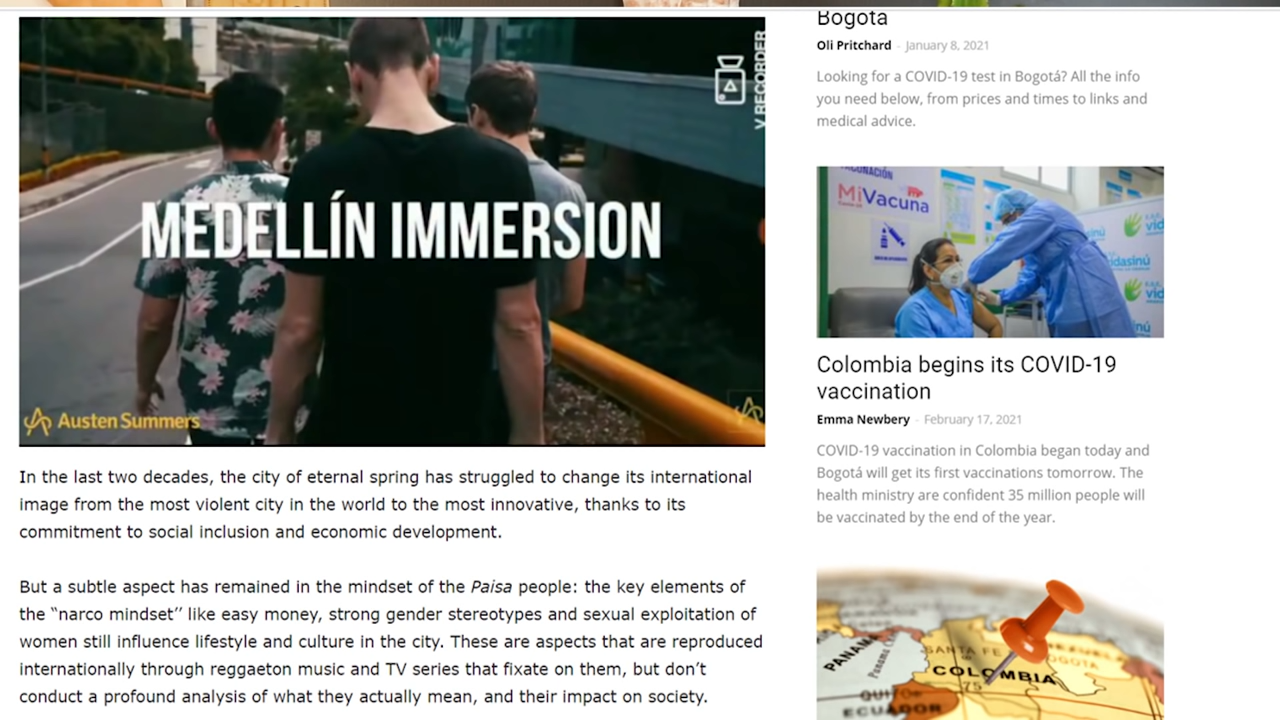 V RECORDER
MEDELLÍN IMMERSION
Austen Summers
In the last two decades, the city of eternal spring has struggled to change its international
image from the most violent city in the world to the most innovative, thanks to its
commitment to social inclusion and economic development.
But a subtle aspect has remained in the mindset of the Paisa people: the key elements of
the “narco mindset’’ like easy money, strong gender stereotypes and sexual exploitation of
women still influence lifestyle and culture in the city. These are aspects that are reproduced
internationally through reggaeton music and TV series that fixate on them, but don’t
conduct a profound analysis of what they actually mean, and their impact on society.
Bogotá
Oli Pritchard - January 8, 2021
Looking for a COVID-19 test in Bogotá? All the info
you need below, from prices and times to links and
medical advice.
MiVacuna
Colombia begins its COVID-19
vaccination
Emma Newbery - February 17, 2021
COVID-19 vaccination in Colombia began today and
Bogotá will get its first vaccinations tomorrow. The
health ministry are confident 35 million people will
be vaccinated by the end of the year.
PANAMA
SANTA FE
BOGOTA
COLOMBIA
ECUADOR